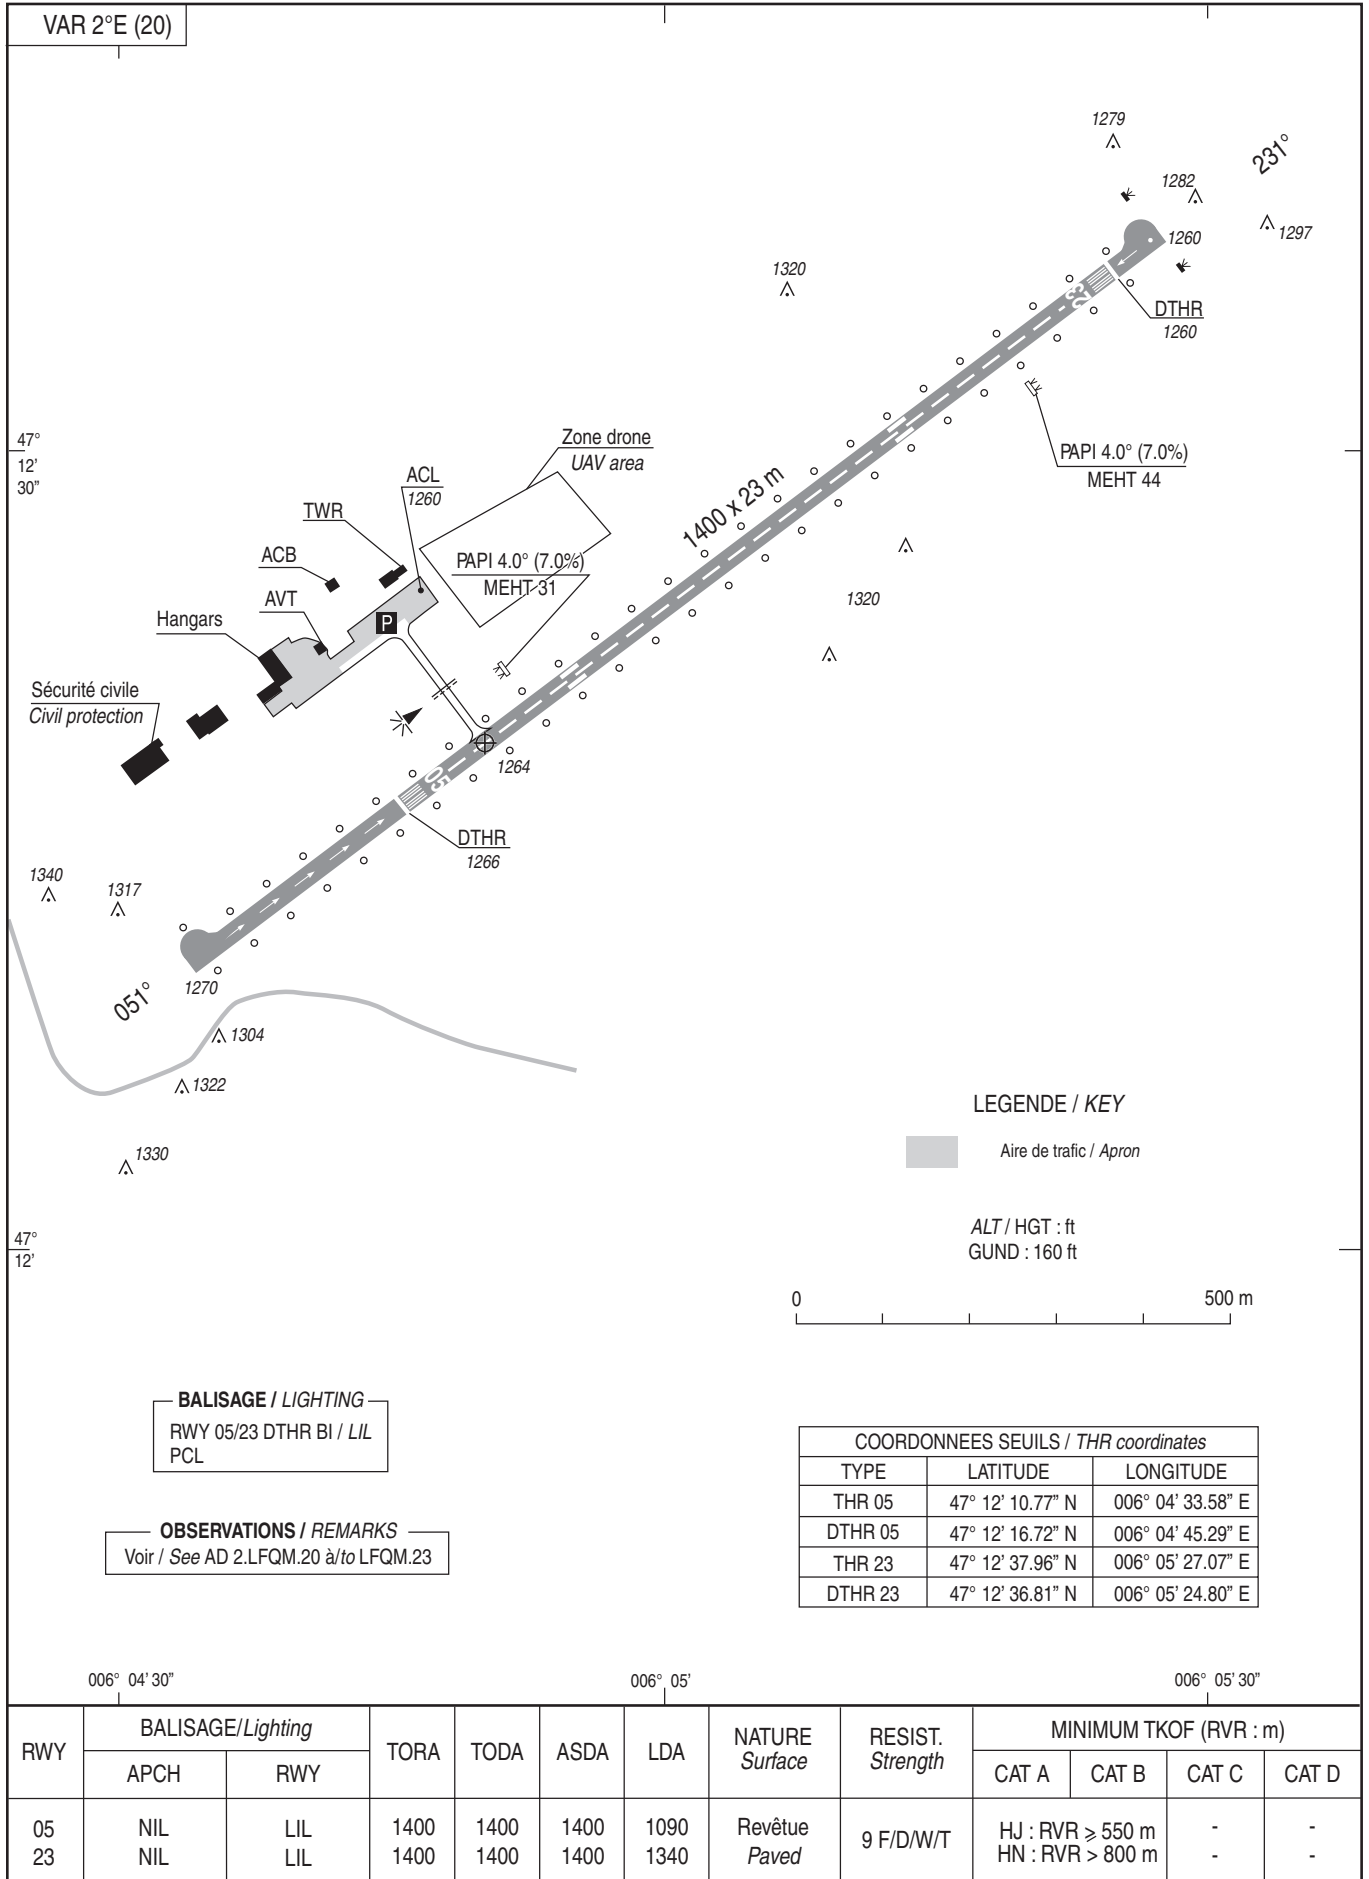 VAR 2°E (20)
1279
231°
1282
1297
1260
1320
DTHR
1260
23
47°
12'
30”
Zone drone
UAV area
PAPI 4.0° (7.0%)
MEHT 44
ACL
1260
1400 x 23 m
TWR
ACB
PAPI 4.0° (7.0%)
MEHT 31
AVT
1320
Hangars
P
Sécurité civile
Civil protection
1264
05
DTHR
1266
1340
1317
1270
051°
1304
1322
1330
LEGENDE / KEY
Aire de trafic / Apron
ALT / HGT : ft
GUND : 160 ft
47°
12'
0 500 m
BALISAGE / LIGHTING
RWY 05/23 DTHR BI / LIL
PCL
OBSERVATIONS / REMARKS
Voir / See AD 2.LFQM.20 à/to LFQM.23
COORDONNEES SEUILS / THR coordinates
TYPE LATITUDE LONGITUDE
THR 05 47° 12’ 10.77” N 006° 04’ 33.58” E
DTHR 05 47° 12’ 16.72” N 006° 04’ 45.29” E
THR 23 47° 12’ 37.96” N 006° 05’ 27.07” E
DTHR 23 47° 12’ 36.81” N 006° 05’ 24.80” E
006° 04’ 30” 006° 05’ 006° 05’ 30”
RWY BALISAGE/Lighting TORA TODA ASDA LDA NATURE Surface RESIST. Strength MINIMUM TKOF (RVR : m)
APCH RWY CAT A CAT B CAT C CAT D
05 NIL LIL 1400 1400 1400 1090 Revêtue 9 F/D/W/T HJ : RVR ⩾ 550 m - -
23 NIL LIL 1400 1400 1400 1340 Paved HN : RVR > 800 m - -